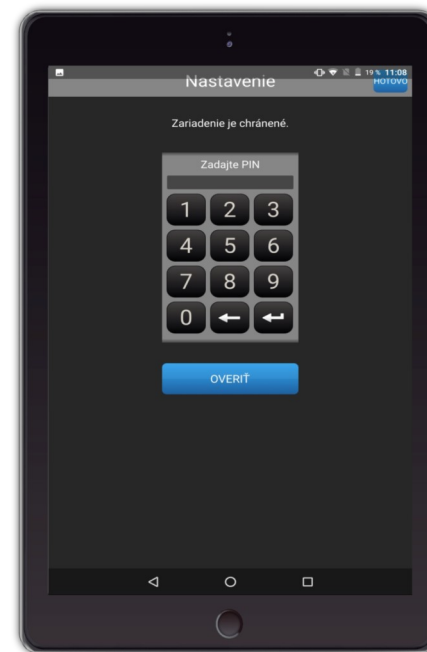 19 % 11:08
Nastavenie
HOTOVO
Zariadenie je chránené.
Zadajte PIN
1 2 3
4 5 6
7 8 9
0
OVERIŤ